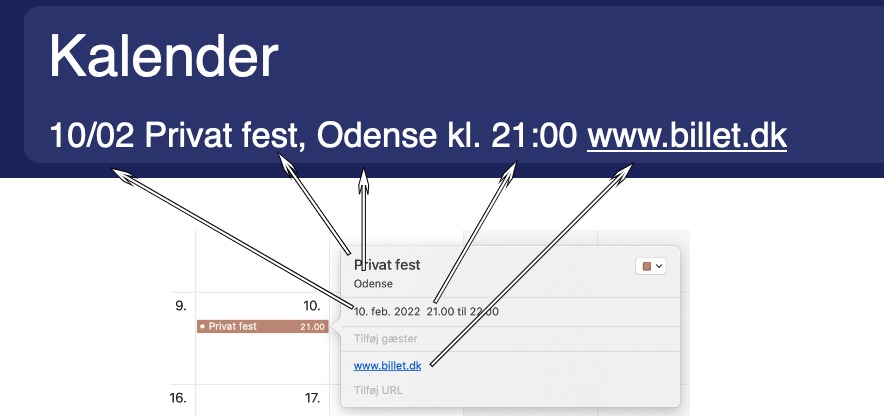 Kalender
10/02 Privat fest, Odense kl. 21:00 www.billet.dk
Privat fest
Odense
9.
10.
10. feb. 2022 21.00 til 22.00
Privat fest 21.00
Tilføj gæster
www.billet.dk
Tilføj URL
16.
17.